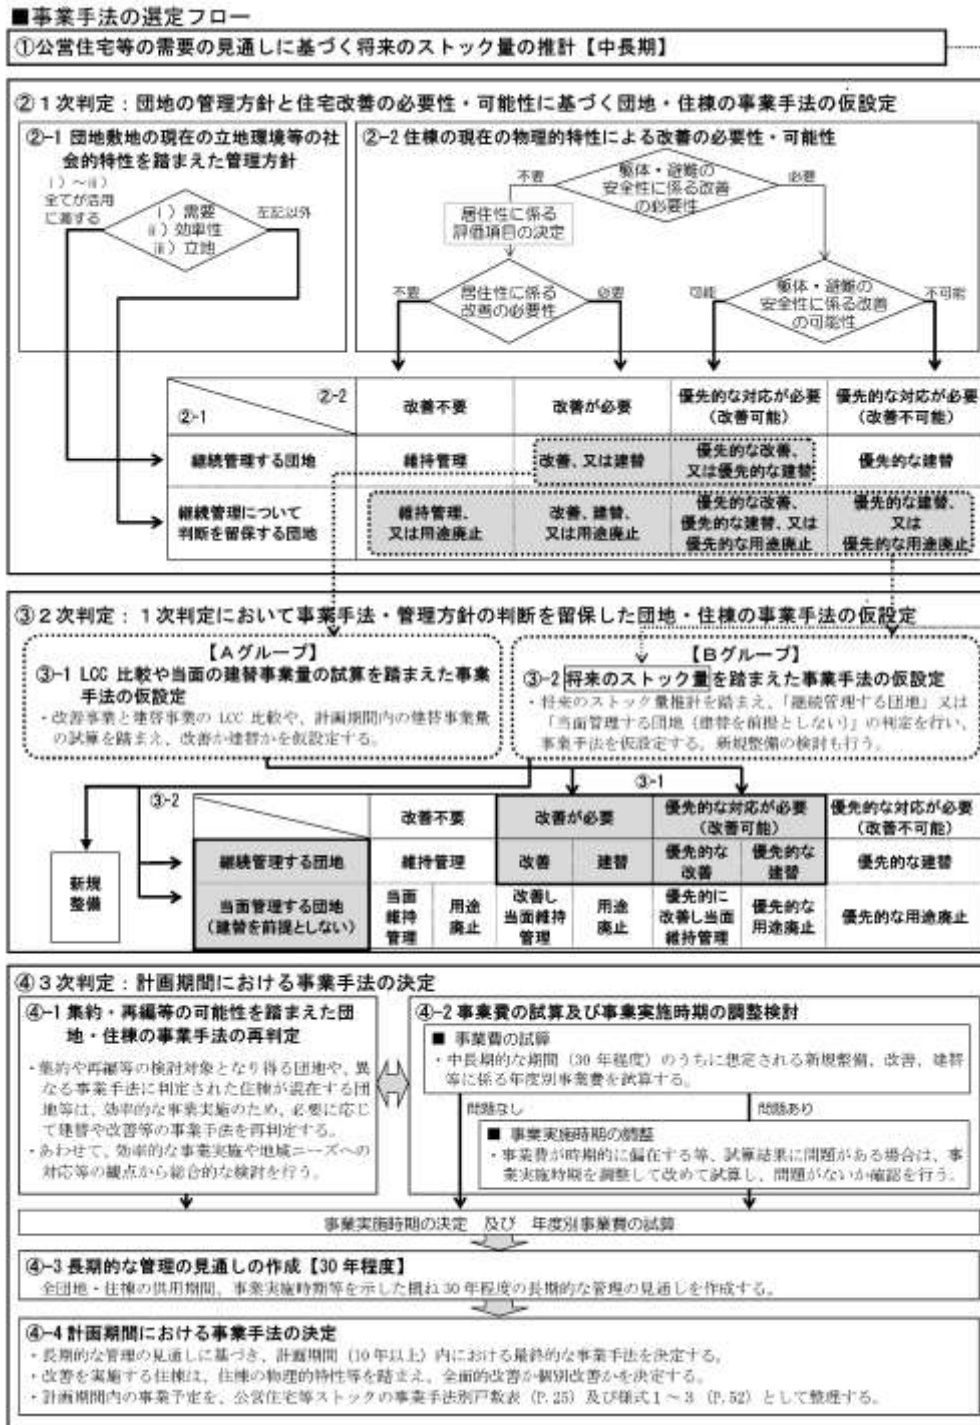 ■事業手法の選定フロー
①公営住宅等の需要の見通しに基づく将来のストック量の推計【中長期】
②１次判定：団地の管理方針と住宅改善の必要性・可能性に基づく団地・住棟の事業手法の仮設定
②-1 団地敷地の現在の立地環境等の社
会的特性を踏まえた管理方針
ⅰ）～ⅲ）
全てが活用
に適する
ⅰ）需要
ⅱ）効率性
ⅲ）立地
左記以外
②-2 住棟の現在の物理的特性による改善の必要性・可能性
不要
躯体・避難の
安全性に係る改善
の必要性
必要
居住性に係る
評価項目の決定
不要
居住性に係る
改善の必要性
必要
可能
躯体・避難の
安全性に係る改善
の可能性
不可能
②-2
②-1
改善不要
改善が必要
優先的な対応が必要
（改善可能）
優先的な対応が必要
（改善不可能）
継続管理する団地
維持管理
改善、又は建替
優先的な改善、
又は優先的な建替
優先的な建替
継続管理について
判断を留保する団地
維持管理、
又は用途廃止
改善、建替、
又は用途廃止
優先的な改善、
優先的な建替、又は
優先的な用途廃止
優先的な建替、
又は
優先的な用途廃止
③２次判定：１次判定において事業手法・管理方針の判断を留保した団地・住棟の事業手法の仮設定
【Ａグループ】
③-1 LCC 比較や当面の建替事業量の試算を踏まえた事業
手法の仮設定
・改善事業と建替事業の LCC 比較や、計画期間内の建替事業量
の試算を踏まえ、改善か建替かを仮設定する。
【Ｂグループ】
③-2 将来のストック量を踏まえた事業手法の仮設定
・将来のストック量推計を踏まえ、「継続管理する団地」又は
「当面管理する団地（建替を前提としない）」の判定を行い、
事業手法を仮設定する。新規整備の検討も行う。
③-1
③-2
改善不要
改善が必要
優先的な対応が必要
（改善可能）
優先的な対応が必要
（改善不可能）
新規
整備
継続管理する団地
維持管理
改善
建替
優先的な
改善
優先的な
建替
優先的な建替
当面管理する団地
（建替を前提としない）
当面
維持
管理
用途
廃止
改善し
当面維持
管理
用途
廃止
優先的に
改善し当面
維持管理
優先的な
用途廃止
優先的な用途廃止
④３次判定：計画期間における事業手法の決定
④-1 集約・再編等の可能性を踏まえた団
地・住棟の事業手法の再判定
・集約や再編等の検討対象となり得る団地や、異
なる事業手法に判定された住棟が混在する団
地等は、効率的な事業実施のため、必要に応じ
て建替や改善等の事業手法を再判定する。
・あわせて、効率的な事業実施や地域ニーズへの
対応等の観点から総合的な検討を行う。
④-2 事業費の試算及び事業実施時期の調整検討
■ 事業費の試算
・中長期的な期間（30 年程度）のうちに想定される新規整備、改善、建替
等に係る年度別事業費を試算する。
問題なし
問題あり
■ 事業実施時期の調整
・事業費が時期的に偏在する等、試算結果に問題がある場合は、事
業実施時期を調整して改めて試算し、問題がないか確認を行う。
事業実施時期の決定　及び　年度別事業費の試算
④-3 長期的な管理の見通しの作成【30 年程度】
全団地・住棟の供用期間、事業実施時期等を示した概ね 30 年程度の長期的な管理の見通しを作成する。
④-4 計画期間における事業手法の決定
・長期的な管理の見通しに基づき、計画期間（10 年以上）内における最終的な事業手法を決定する。
・改善を実施する住棟は、住棟の物理的特性等を踏まえ、全面的改善か個別改善かを決定する。
・計画期間内の事業予定を、公営住宅等ストックの事業手法別戸数表（P.25）及び様式１～３（P.52）として整理する。